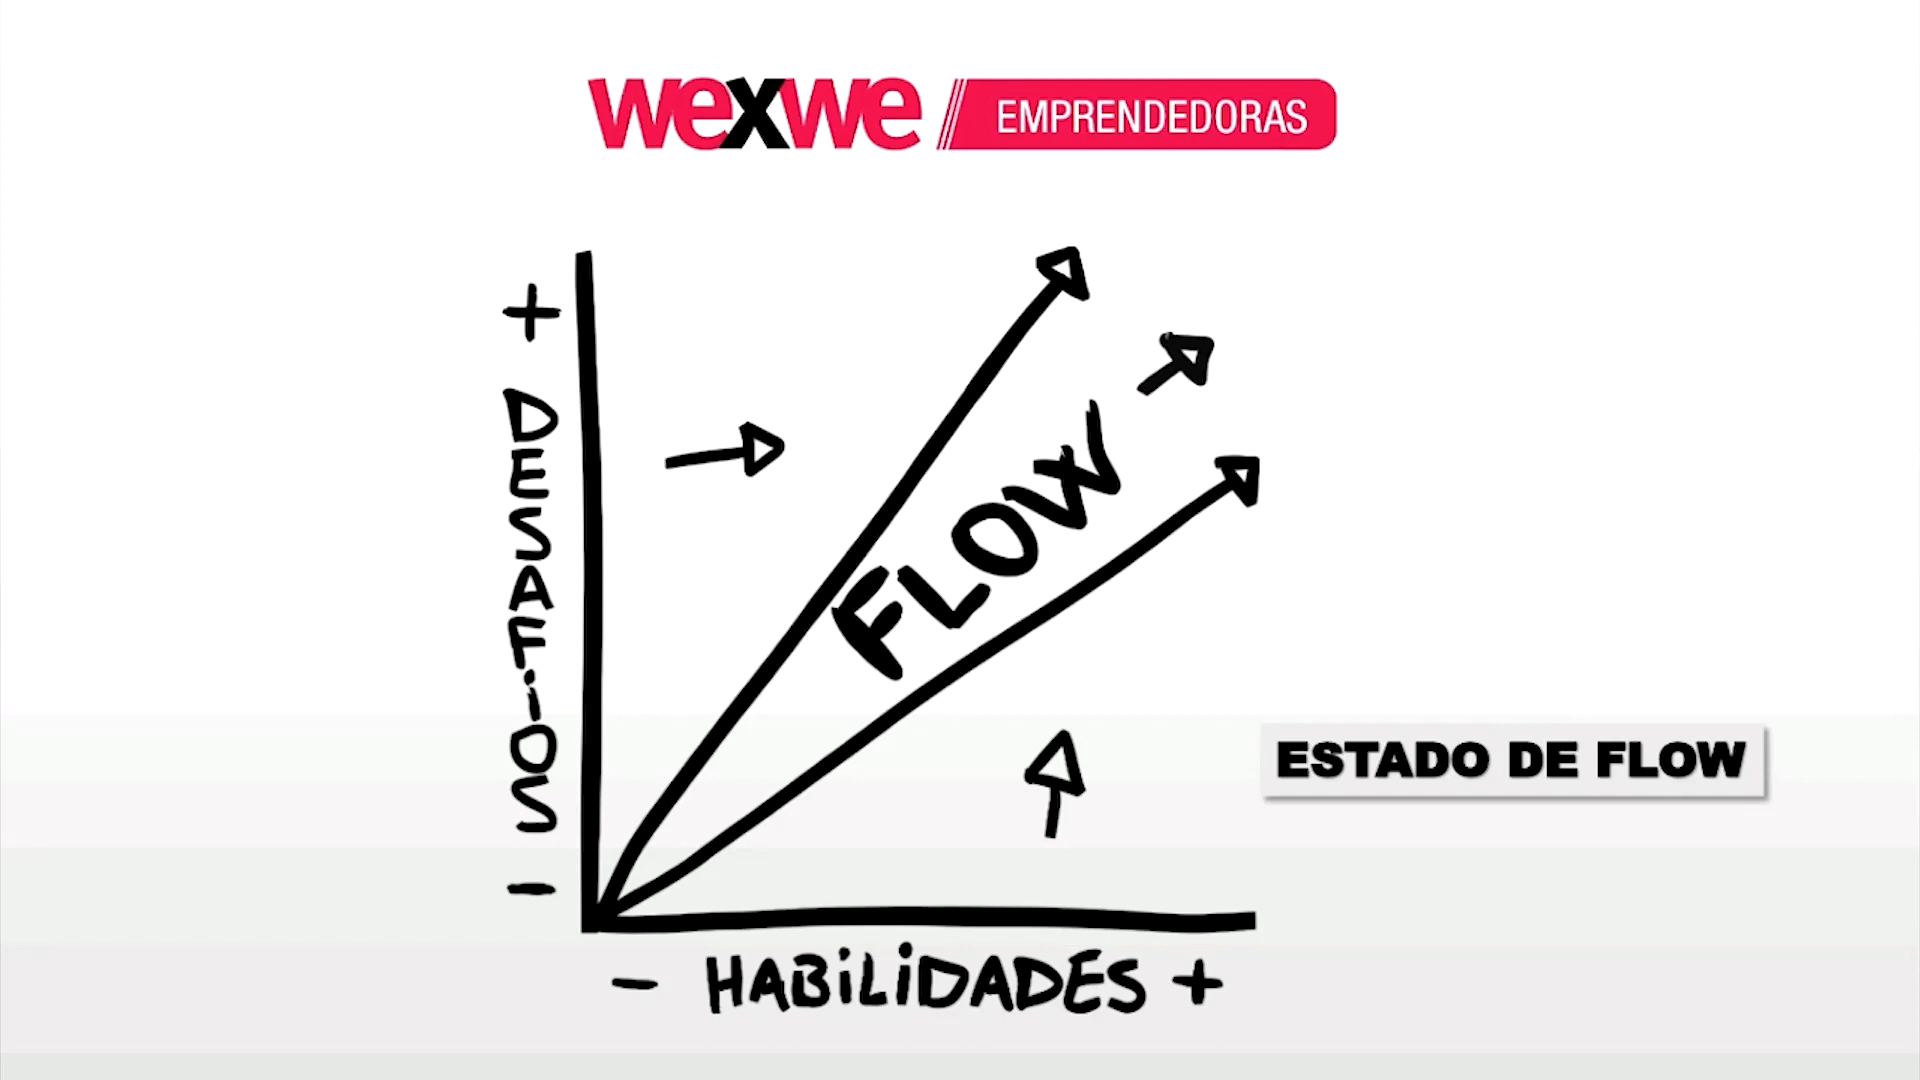 wexwe EMPRENDEDORAS
+
DESAFiOS
-
FLOW
ESTADO DE FLOW
- HABiLiDADES +